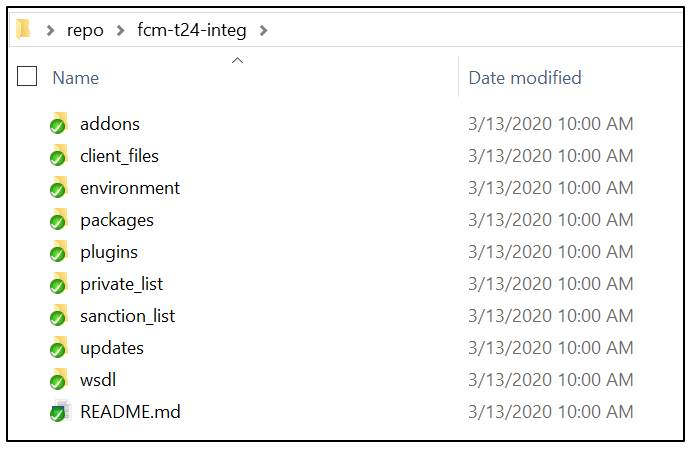 repo fcm-t24-integ
Name Date modified
addons 3/13/2020 10:00 AM
client_files 3/13/2020 10:00 AM
environment 3/13/2020 10:00 AM
packages 3/13/2020 10:00 AM
plugins 3/13/2020 10:00 AM
private_list 3/13/2020 10:00 AM
sanction_list 3/13/2020 10:00 AM
updates 3/13/2020 10:00 AM
wsdl 3/13/2020 10:00 AM
README.md 3/13/2020 10:00 AM